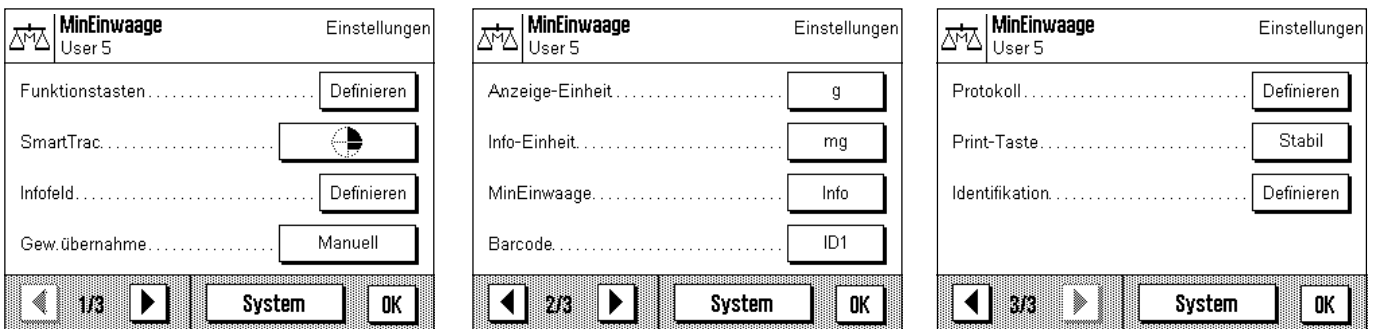 MinEinwaage
User 5
Einstellungen
Funktionstasten Definieren
SmartTrac
Infofeld Definieren
Gew.übernahme Manuell
1/3 System OK
MinEinwaage
User 5
Einstellungen
Anzeige-Einheit g
Info-Einheit mg
MinEinwaage Info
Barcode ID1
2/3 System OK
MinEinwaage
User 5
Einstellungen
Protokoll Definieren
Print-Taste Stabil
Identifikation Definieren
3/3 System OK